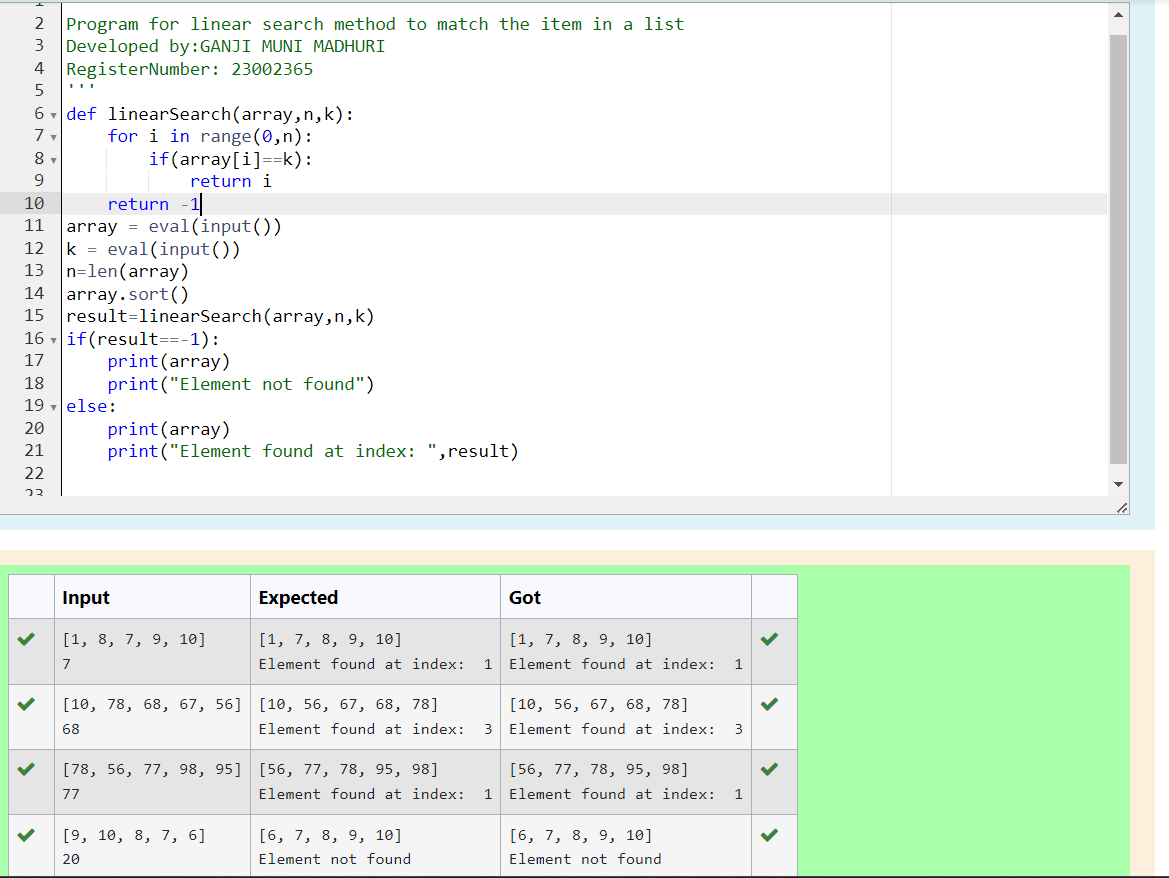 2 Program for linear search method to match the item in a list
3 Developed by:GANJI MUNI MADHURI
4 RegisterNumber: 23002365
5 '''
6 def linearSearch(array,n,k):
7     for i in range(0,n):
8         if(array[i]==k):
9             return i
10     return -1
11 array = eval(input())
12 k = eval(input())
13 n=len(array)
14 array.sort()
15 result=linearSearch(array,n,k)
16 if(result==-1):
17     print(array)
18     print("Element not found")
19 else:
20     print(array)
21     print("Element found at index: ",result)
22
23
Input Expected Got
[1, 8, 7, 9, 10] [1, 7, 8, 9, 10] [1, 7, 8, 9, 10]
7 Element found at index:  1 Element found at index:  1
[10, 78, 68, 67, 56] [10, 56, 67, 68, 78] [10, 56, 67, 68, 78]
68 Element found at index:  3 Element found at index:  3
[78, 56, 77, 98, 95] [56, 77, 78, 95, 98] [56, 77, 78, 95, 98]
77 Element found at index:  1 Element found at index:  1
[9, 10, 8, 7, 6] [6, 7, 8, 9, 10] [6, 7, 8, 9, 10]
20 Element not found Element not found